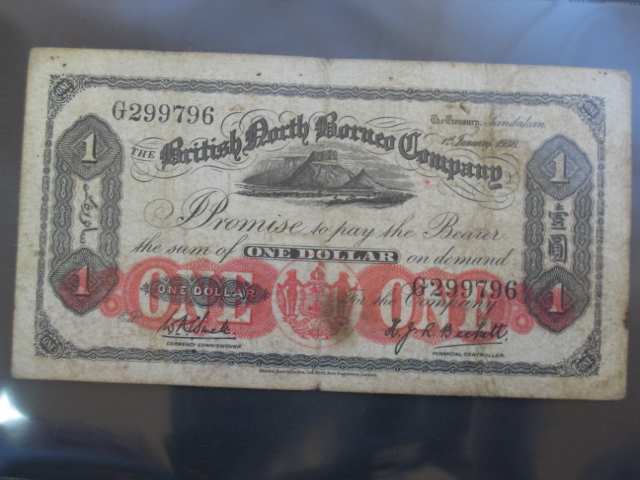 G299796
The Treasury, Sandakan
1st January
THE British North Borneo Company
1
1
I Promise to pay the Bearer
the sum of ONE DOLLAR on demand
壹圓
ONE
ONE DOLLAR
ONE
G299796
For the Company
1
1
CURRENCY COMMISSIONER.
FINANCIAL CONTROLLER.